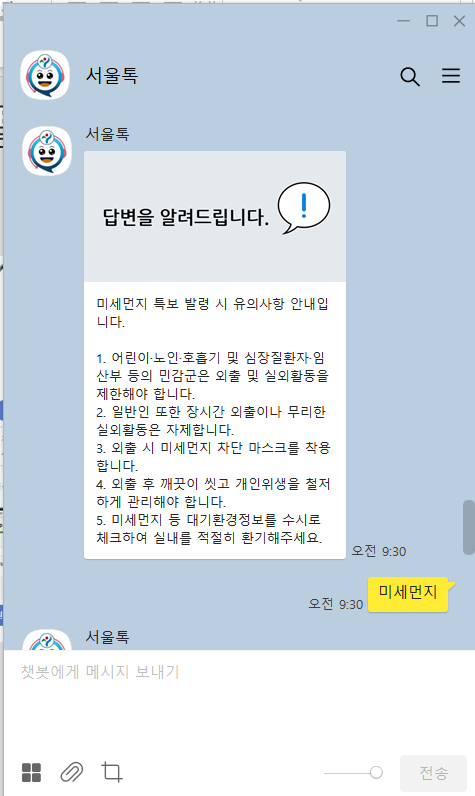 서울톡
서울톡
답변을 알려드립니다.
미세먼지 특보 발령 시 유의사항 안내입
니다.
1. 어린이·노인·호흡기 및 심장질환자·임
산부 등의 민감군은 외출 및 실외활동을
제한해야 합니다.
2. 일반인 또한 장시간 외출이나 무리한
실외활동은 자제합니다.
3. 외출 시 미세먼지 차단 마스크를 착용
합니다.
4. 외출 후 깨끗이 씻고 개인위생을 철저
하게 관리해야 합니다.
5. 미세먼지 등 대기환경정보를 수시로
체크하여 실내를 적절히 환기해주세요.
오전 9:30
오전 9:30 미세먼지
서울톡
챗봇에게 메시지 보내기
전송